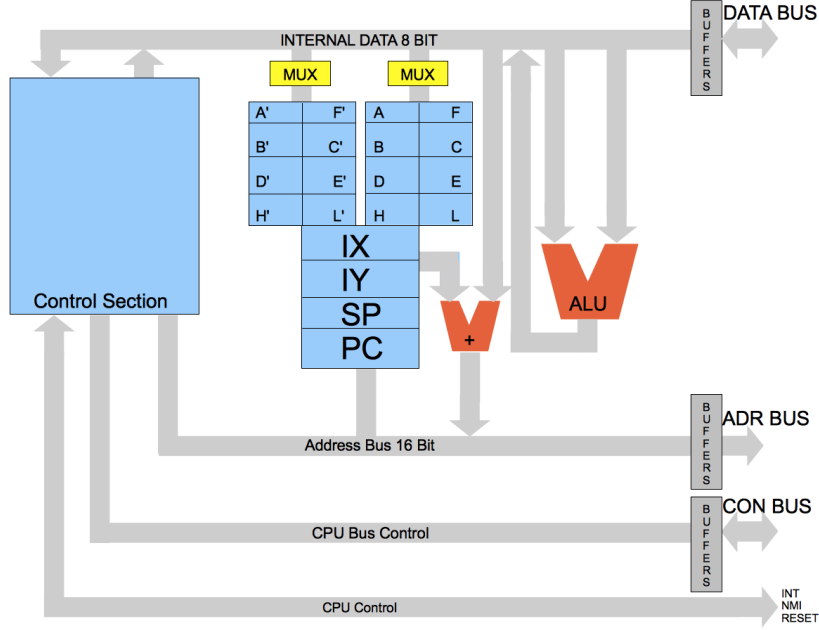 DATA BUS
BUFFERS
INTERNAL DATA 8 BIT
MUX MUX
A' F' A F
B' C' B C
D' E' D E
H' L' H L
IX
IY
SP
PC
Control Section
ALU
+
BUFFERS
ADR BUS
Address Bus 16 Bit
BUFFERS
CON BUS
CPU Bus Control
CPU Control
INT
NMI
RESET